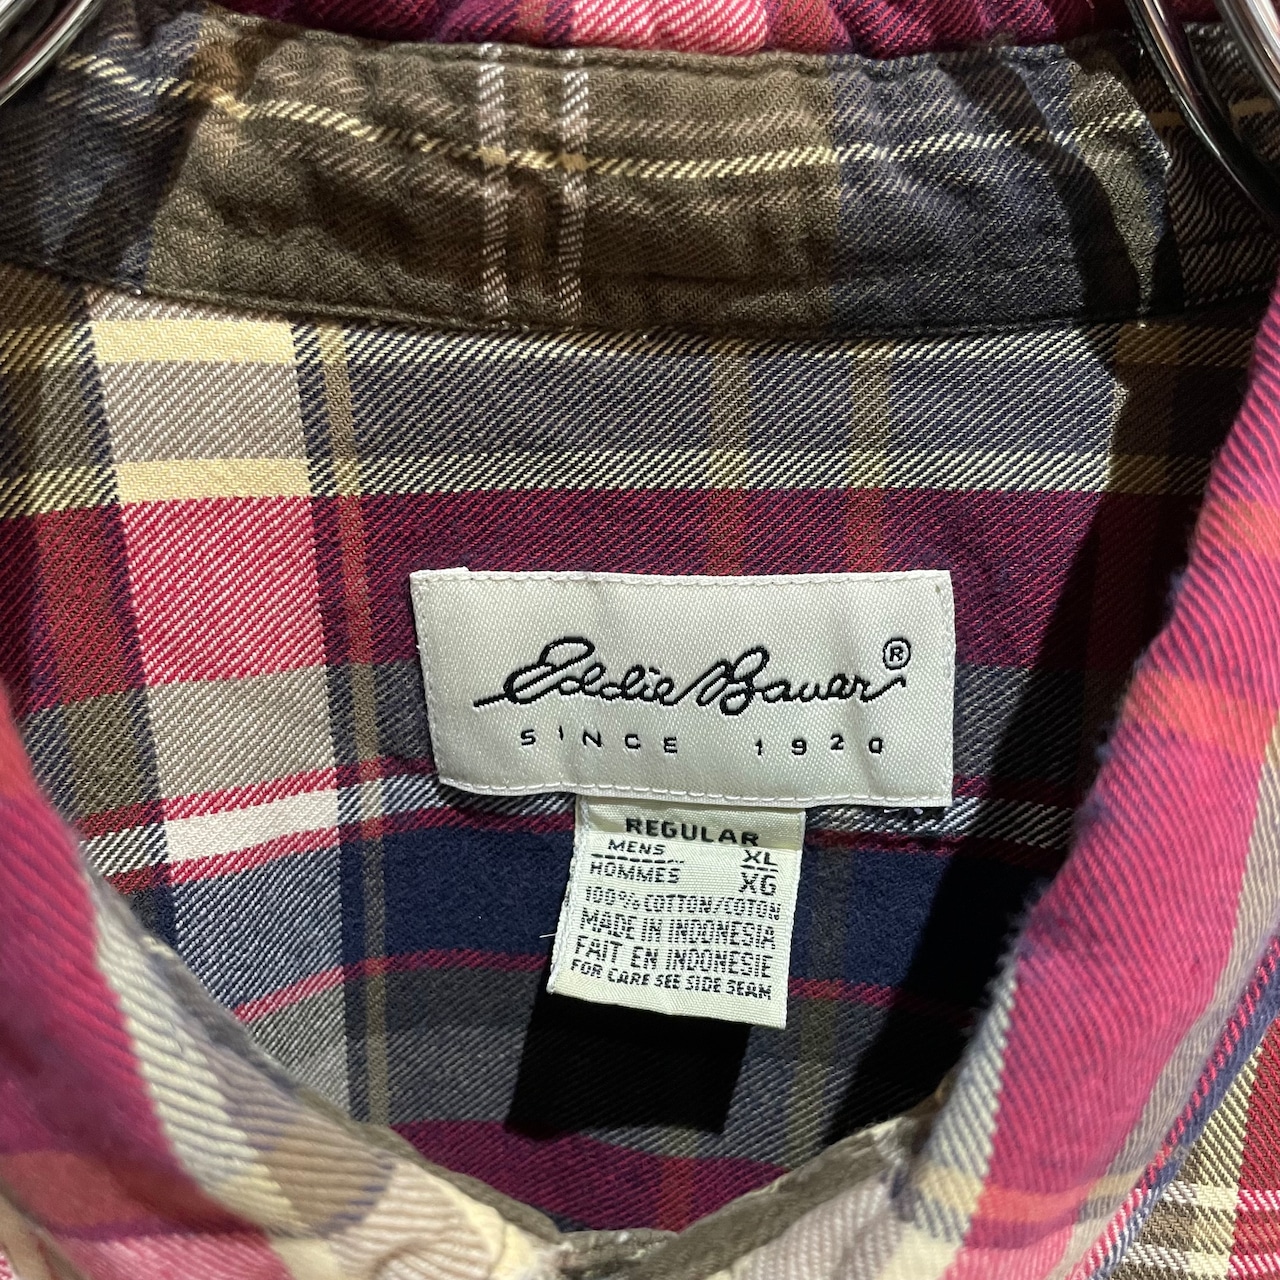 Eddie Bauer®
SINCE 1920
REGULAR
MENS XL
HOMMES XG
100% COTTON/COTON
MADE IN INDONESIA
FAIT EN INDONESIE
FOR CARE SEE SIDE SEAM